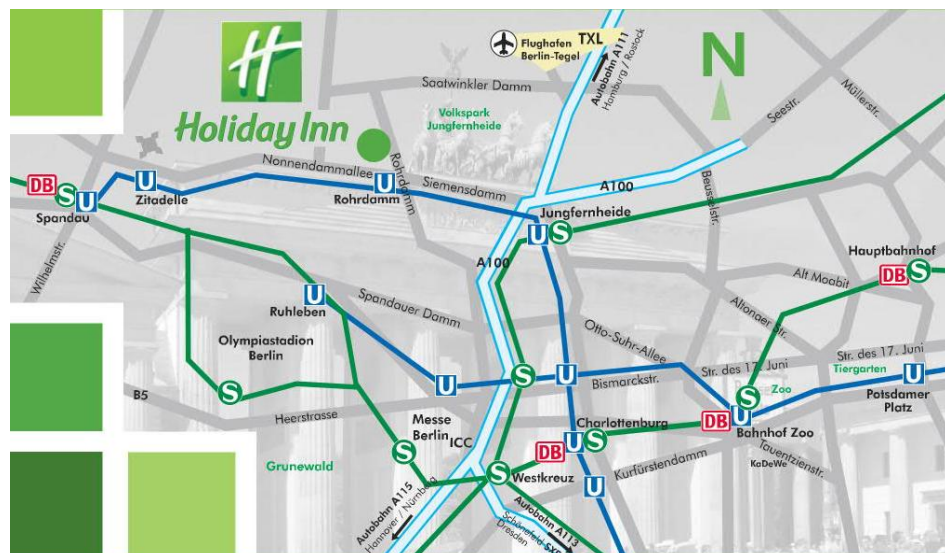 H
Holiday Inn
Flughafen TXL
Berlin-Tegel
Autobahn A111
Hamburg / Rostock
N
Saatwinkler Damm
Volkspark
Jungfernheide
Seestr.
Müllerstr.
Nonnendammallee
Rohrdamm
Siemensdamm
A100
Beusselstr.
DB
S
U
Spandau
U
Zitadelle
U
Rohrdamm
Jungfernheide
U
S
Wilhelmstr.
A100
Hauptbahnhof
DB
S
Alt Moabit
Altonaer Str.
U
Ruhleben
Spandauer Damm
Olympiastadion
Berlin
S
Otto-Suhr-Allee
Str. des 17. Juni
Str. des 17. Juni
Tiergarten
U
S
U
Bismarckstr.
S
Zoo
U
Potsdamer
Platz
B5
Heerstrasse
Messe
Berlin
ICC
Charlottenburg
DB
U
S
DB
U
Bahnhof Zoo
Tauentzienstr.
KaDeWe
Kurfürstendamm
S
Grunewald
S
Westkreuz
U
Autobahn A115
Hannover / Nürnberg
Autobahn A113
Schönefeld SXF
Dresden